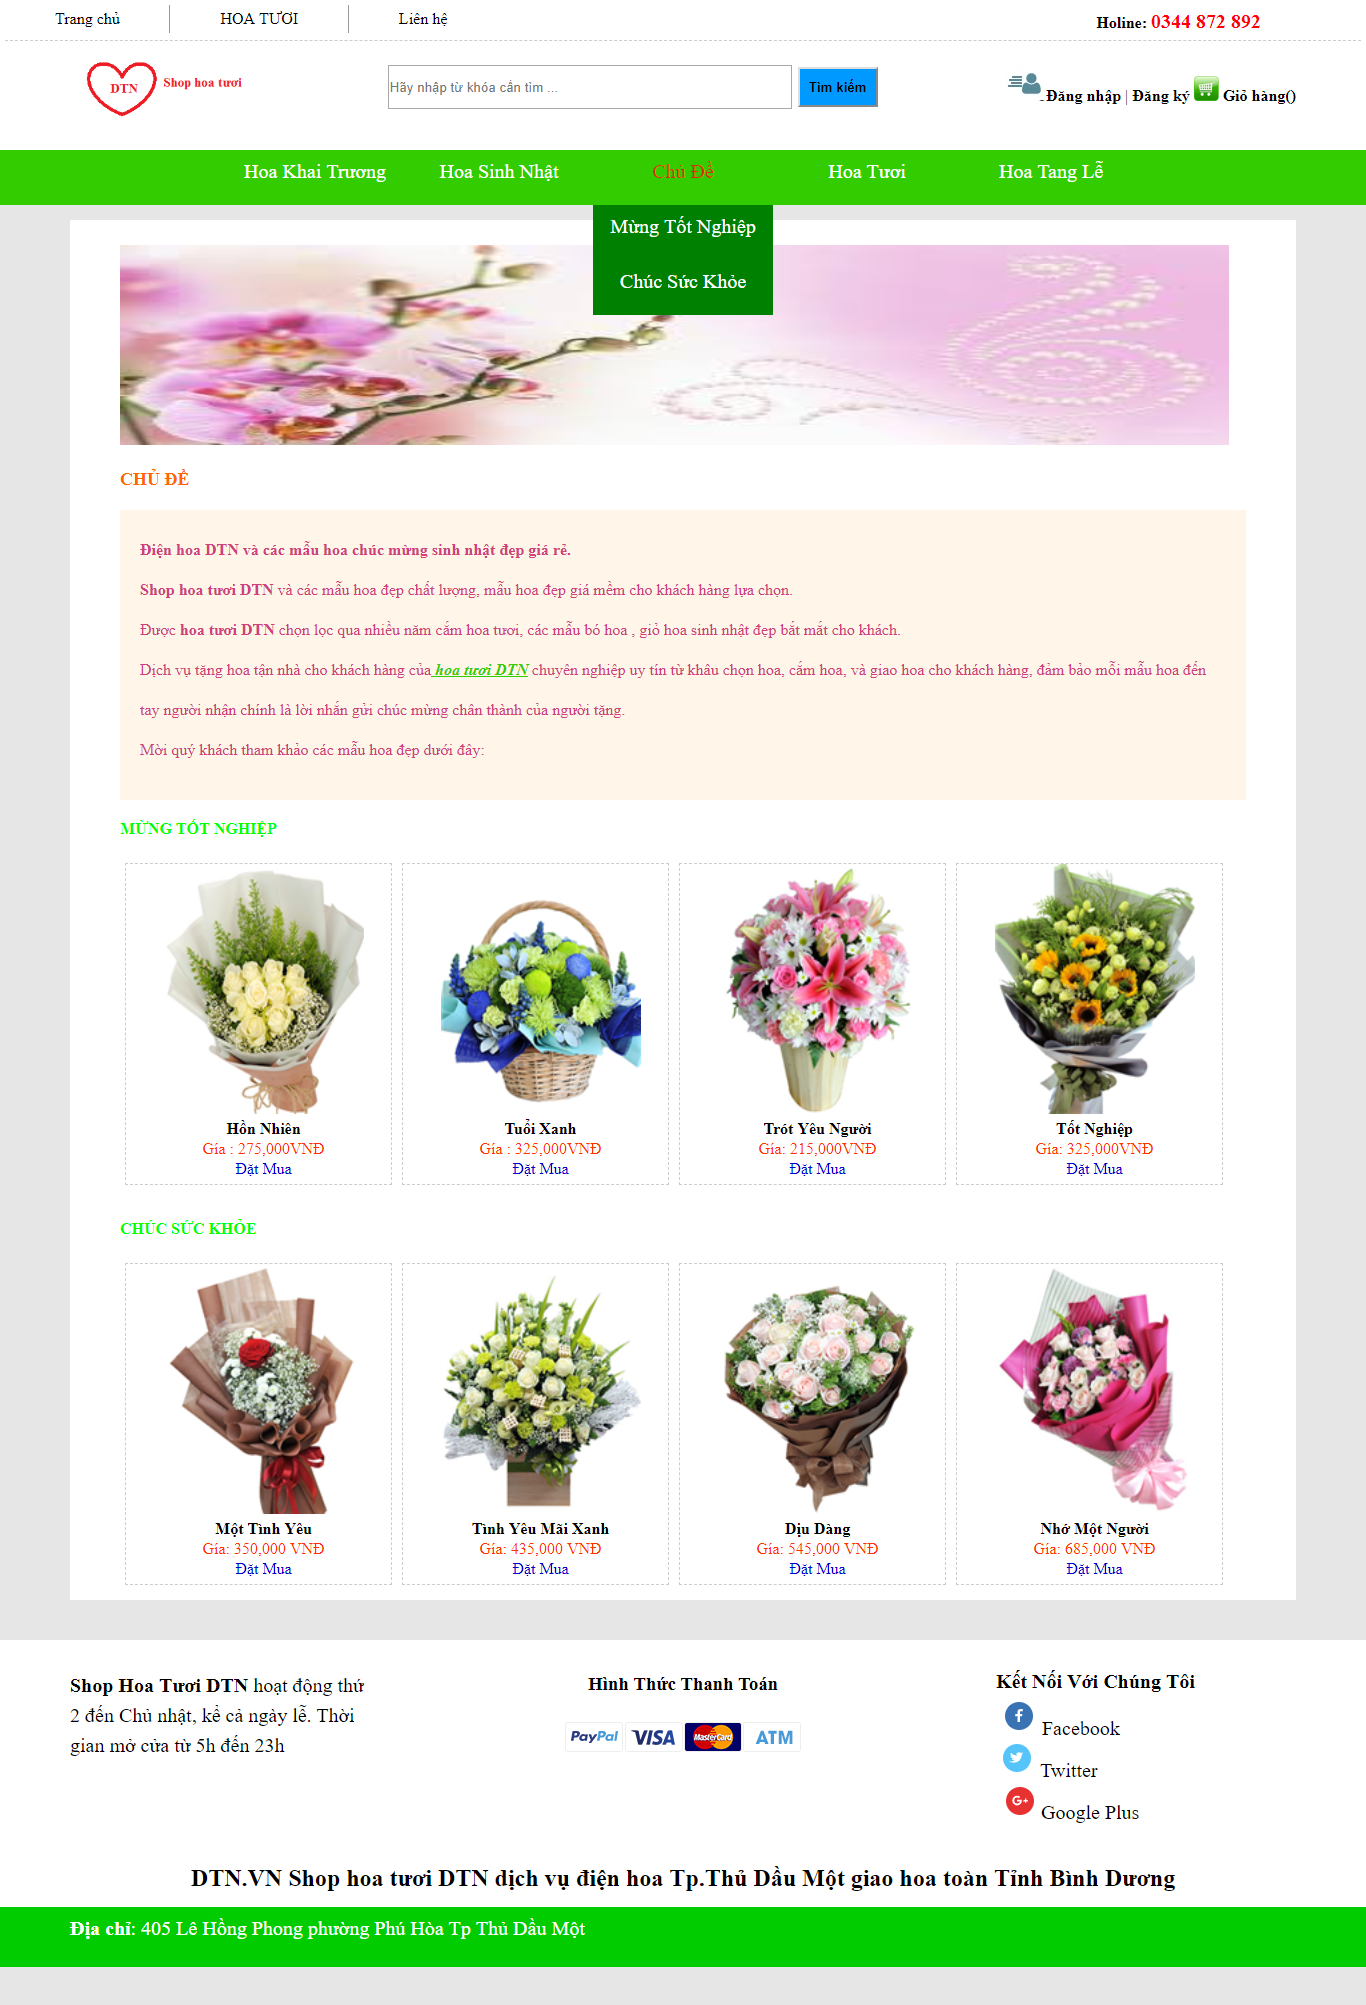 Trang chủ
HOA TƯƠI
Liên hệ
Holine: 0344 872 892
DTN Shop hoa tươi
Hãy nhập từ khóa cần tìm ...
Tìm kiếm
Đăng nhập | Đăng ký
Giỏ hàng()
Hoa Khai Trương
Hoa Sinh Nhật
Chủ Đề
Hoa Tươi
Hoa Tang Lễ
Mừng Tốt Nghiệp
Chúc Sức Khỏe
CHỦ ĐỀ
Điện hoa DTN và các mẫu hoa chúc mừng sinh nhật đẹp giá rẻ.
Shop hoa tươi DTN và các mẫu hoa đẹp chất lượng, mẫu hoa đẹp giá mềm cho khách hàng lựa chọn.
Được hoa tươi DTN chọn lọc qua nhiều năm cắm hoa tươi, các mẫu bó hoa , giỏ hoa sinh nhật đẹp bắt mắt cho khách.
Dịch vụ tặng hoa tận nhà cho khách hàng của hoa tươi DTN chuyên nghiệp uy tín từ khâu chọn hoa, cắm hoa, và giao hoa cho khách hàng, đảm bảo mỗi mẫu hoa đến
tay người nhận chính là lời nhắn gửi chúc mừng chân thành của người tặng.
Mời quý khách tham khảo các mẫu hoa đẹp dưới đây:
MỪNG TỐT NGHIỆP
Hồn Nhiên
Gía : 275,000VNĐ
Đặt Mua
Tuổi Xanh
Gía : 325,000VNĐ
Đặt Mua
Trót Yêu Người
Gía: 215,000VNĐ
Đặt Mua
Tốt Nghiệp
Gía: 325,000VNĐ
Đặt Mua
CHÚC SỨC KHỎE
Một Tình Yêu
Gía: 350,000 VNĐ
Đặt Mua
Tình Yêu Mãi Xanh
Gía: 435,000 VNĐ
Đặt Mua
Dịu Dàng
Gía: 545,000 VNĐ
Đặt Mua
Nhớ Một Người
Gía: 685,000 VNĐ
Đặt Mua
Shop Hoa Tươi DTN hoạt động thứ
2 đến Chủ nhật, kể cả ngày lễ. Thời
gian mở cửa từ 5h đến 23h
Hình Thức Thanh Toán
PayPal VISA MasterCard ATM
Kết Nối Với Chúng Tôi
Facebook
Twitter
Google Plus
DTN.VN Shop hoa tươi DTN dịch vụ điện hoa Tp.Thủ Dầu Một giao hoa toàn Tỉnh Bình Dương
Địa chỉ: 405 Lê Hồng Phong phường Phú Hòa Tp Thủ Dầu Một